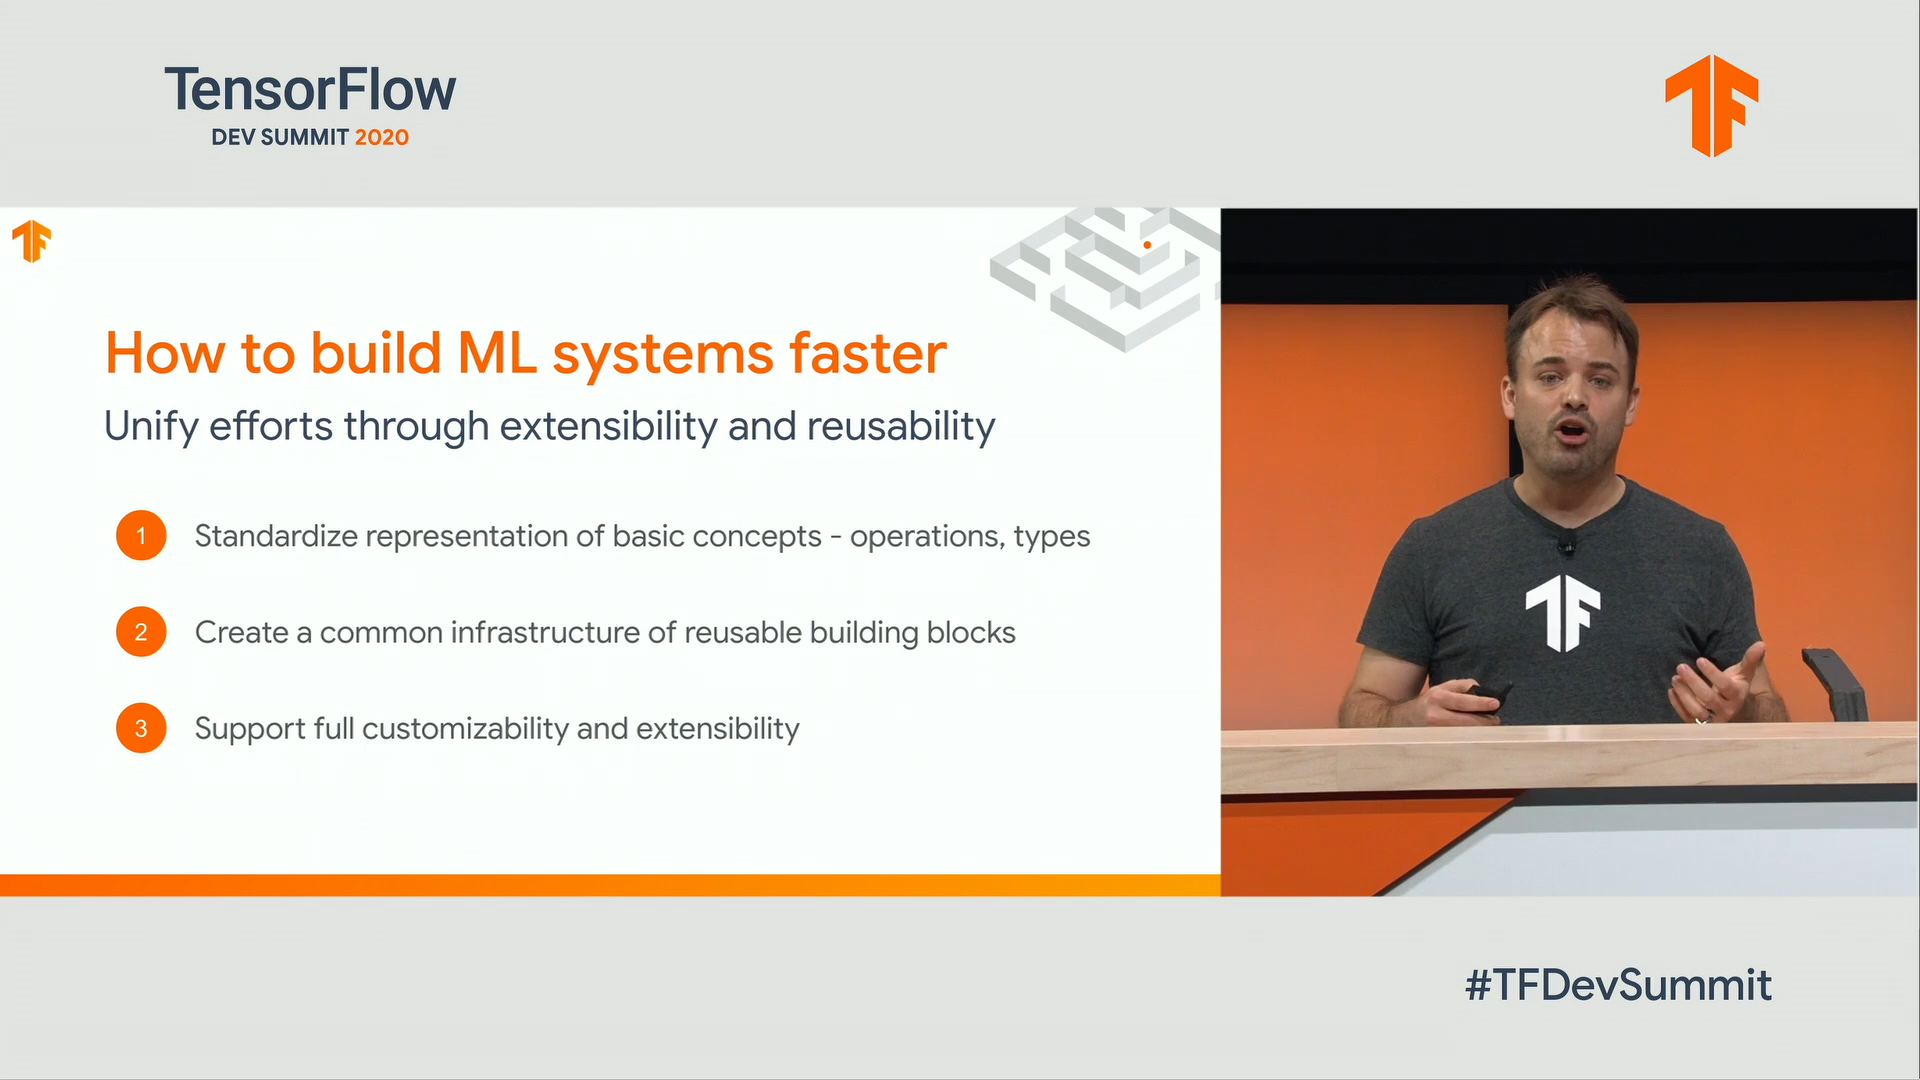 TensorFlow
DEV SUMMIT 2020
How to build ML systems faster
Unify efforts through extensibility and reusability
1 Standardize representation of basic concepts - operations, types
2 Create a common infrastructure of reusable building blocks
3 Support full customizability and extensibility
#TFDevSummit